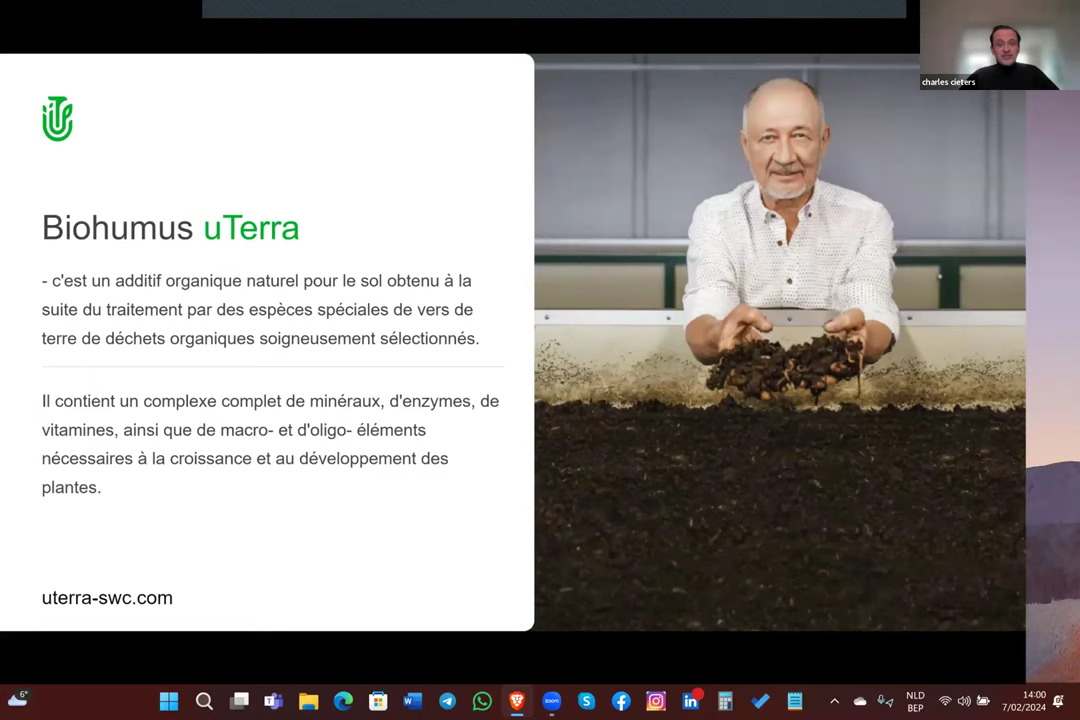 charles cieters
Biohumus uTerra
- c'est un additif organique naturel pour le sol obtenu à la
suite du traitement par des espèces spéciales de vers de
terre de déchets organiques soigneusement sélectionnés.
Il contient un complexe complet de minéraux, d'enzymes, de
vitamines, ainsi que de macro- et d'oligo- éléments
nécessaires à la croissance et au développement des
plantes.
uterra-swc.com
6°
zoom
NLD
BEP
14:00
7/02/2024